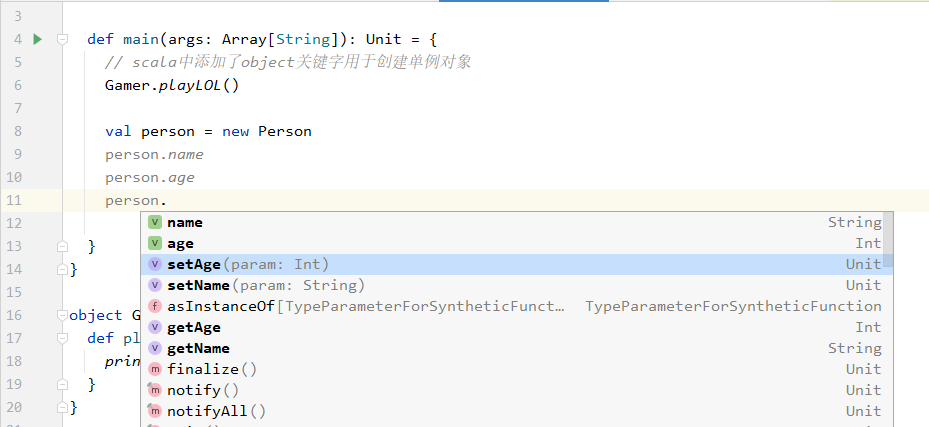 3
4 def main(args: Array[String]): Unit = {
5 // scala中添加了object关键字用于创建单例对象
6 Gamer.playLOL()
7
8 val person = new Person
9 person.name
10 person.age
11 person.
12
name String
age Int
setAge(param: Int) Unit
setName(param: String) Unit
asInstanceOf[TypeParameterForSyntheticFunct… TypeParameterForSyntheticFunction
getAge Int
getName String
finalize() Unit
notify() Unit
notifyAll() Unit
13 }
14 }
15
16 object G
17 def pl
18 prin
19 }
20 }